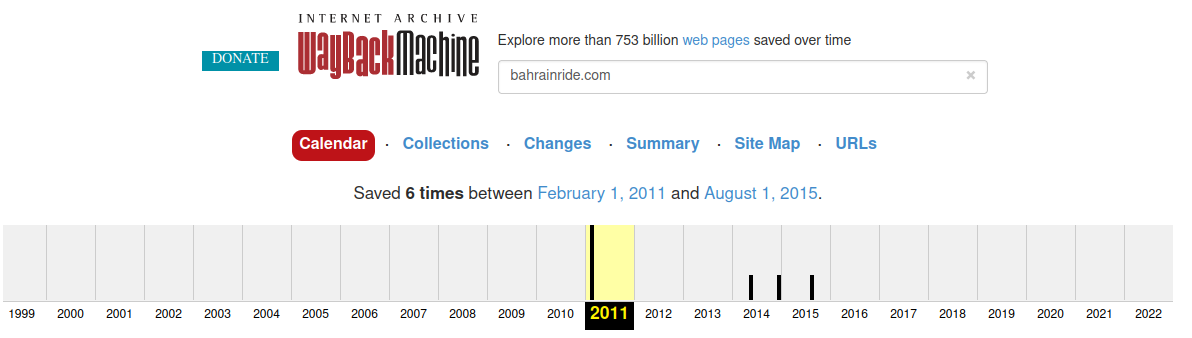 INTERNET ARCHIVE
DONATE
WayBackMachine
Explore more than 753 billion web pages saved over time
bahrainride.com ×
Calendar · Collections · Changes · Summary · Site Map · URLs
Saved 6 times between February 1, 2011 and August 1, 2015.
1999 2000 2001 2002 2003 2004 2005 2006 2007 2008 2009 2010 2011 2012 2013 2014 2015 2016 2017 2018 2019 2020 2021 2022